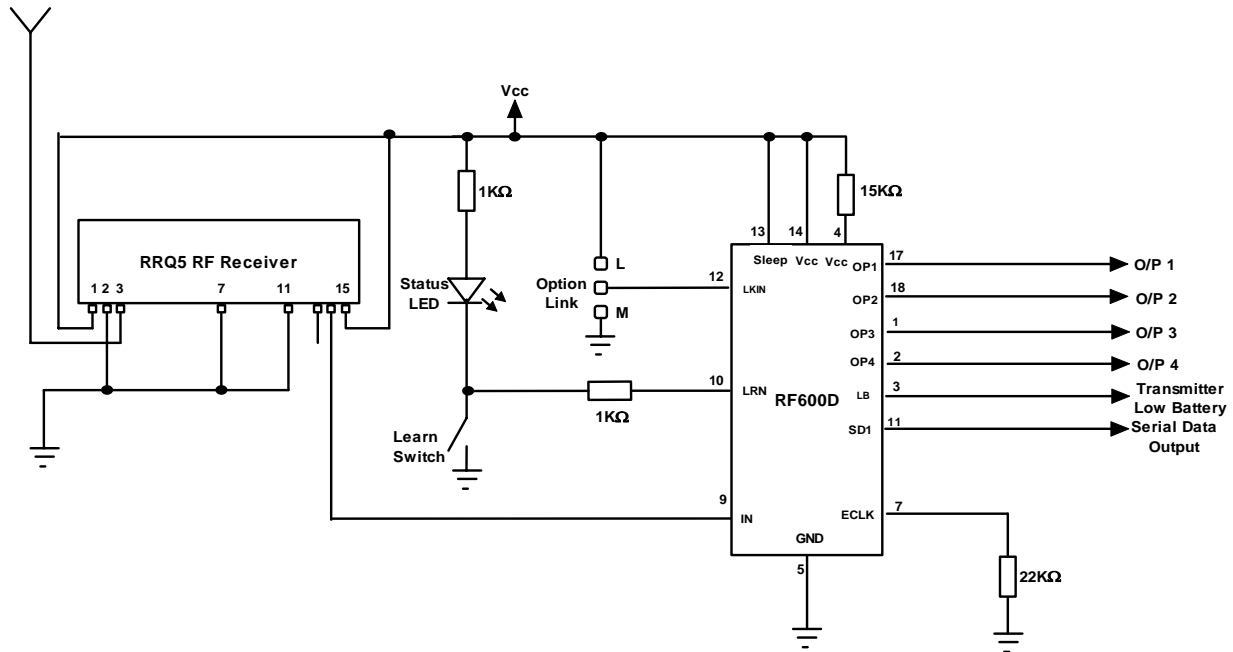 Vcc
1KΩ
15KΩ
RRQ5 RF Receiver
1 2 3 7 11 15
Status
LED
Option
Link
L
M
13 14 4
Sleep Vcc Vcc
12
LKIN
OP1 17 O/P 1
OP2 18 O/P 2
OP3 1 O/P 3
OP4 2 O/P 4
LB 3 Transmitter
Low Battery
SD1 11 Serial Data
Output
10
LRN
RF600D
1KΩ
Learn
Switch
9
IN
ECLK 7
GND
5
22KΩ